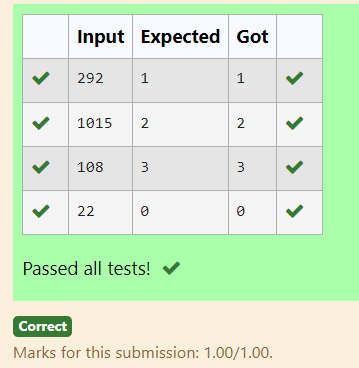 Input Expected Got
292 1 1
1015 2 2
108 3 3
22 0 0
Passed all tests!
Correct
Marks for this submission: 1.00/1.00.